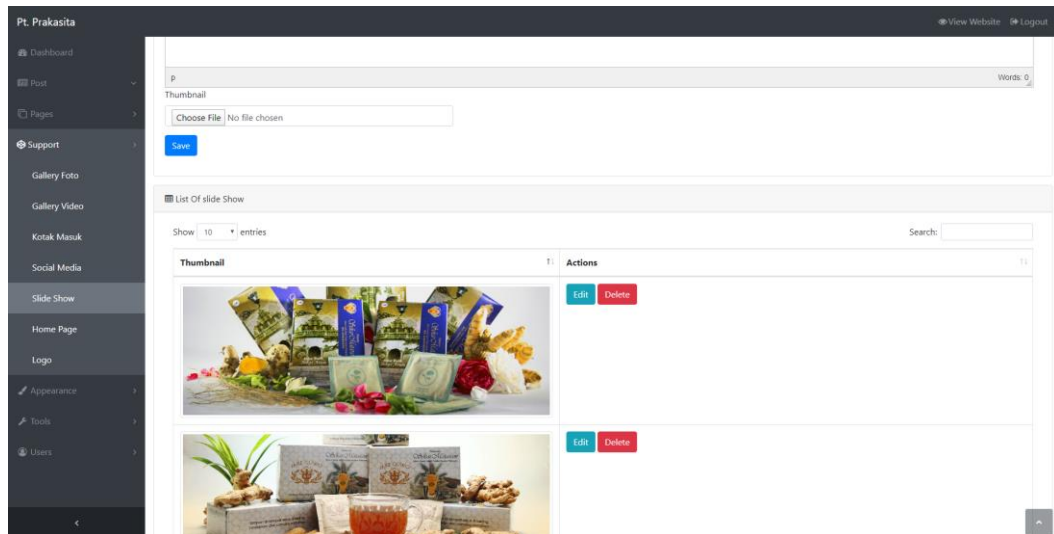 Pt. Prakasita
View Website Logout
Dashboard
Post
Pages
Support
Gallery Foto
Gallery Video
Kotak Masuk
Social Media
Slide Show
Home Page
Logo
Appearance
Tools
Users
p Words: 0
Thumbnail
Choose File No file chosen
Save
List Of slide Show
Show 10 entries Search:
Thumbnail Actions
Edit Delete
Edit Delete